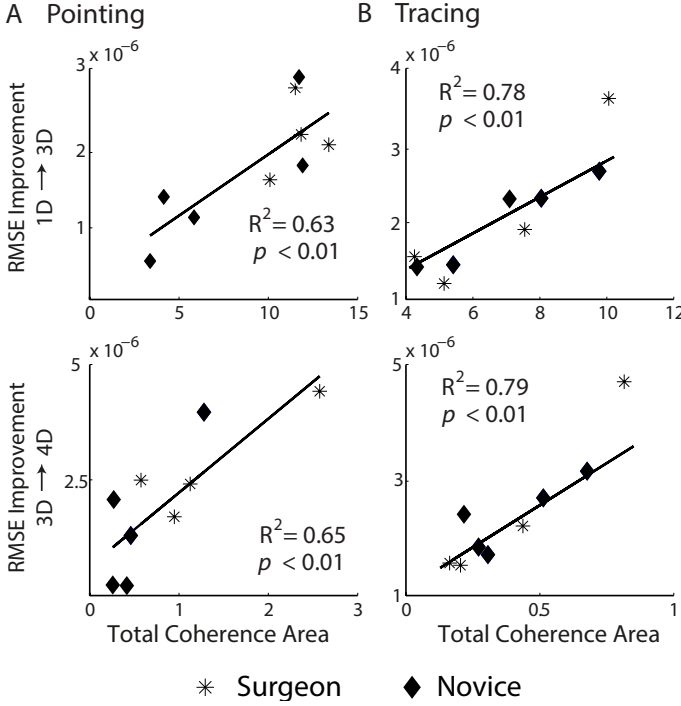 A Pointing
B Tracing
x 10⁻⁶
3
2
1
0 5 10 15
RMSE Improvement
1D → 3D
R² = 0.63
p < 0.01
x 10⁻⁶
4
3
2
1
4 6 8 10 12
R² = 0.78
p < 0.01
x 10⁻⁶
5
2.5
0 1 2 3
RMSE Improvement
3D → 4D
R² = 0.65
p < 0.01
Total Coherence Area
x 10⁻⁶
5
3
1
0 0.5 1
R² = 0.79
p < 0.01
Total Coherence Area
Surgeon
Novice